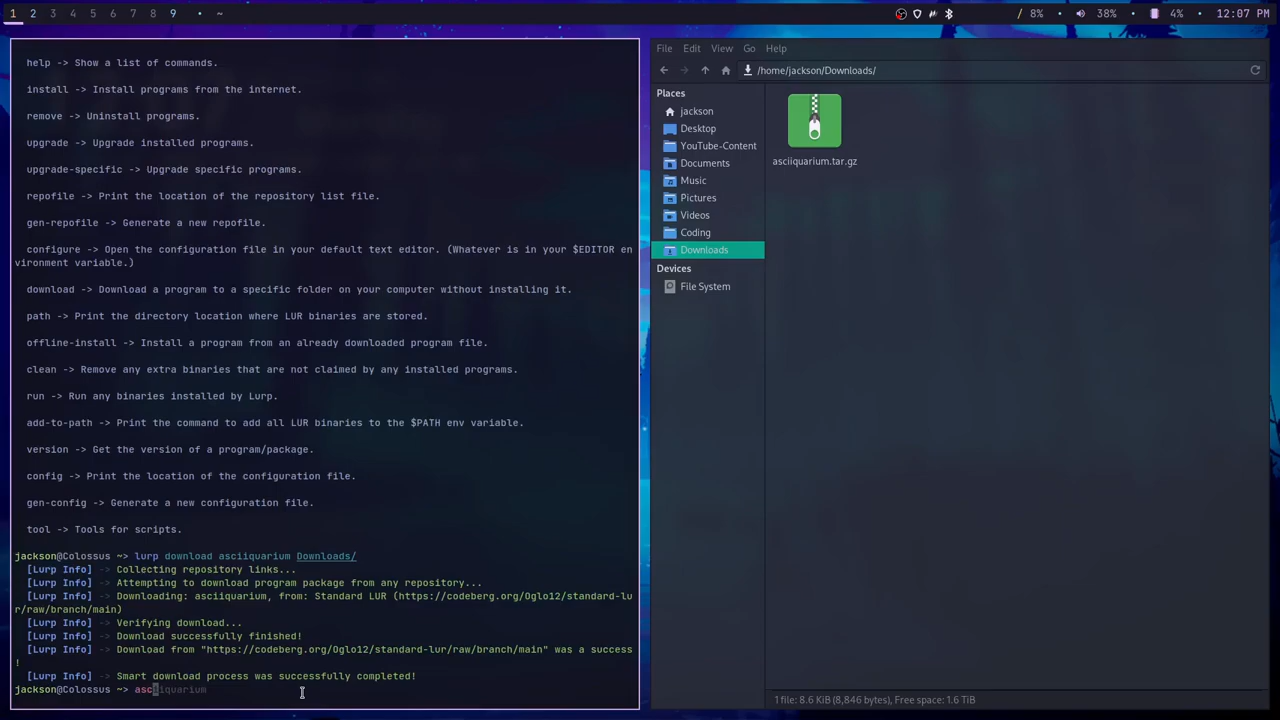 1 2 3 4 5 6 7 8 9 • ~
/ 8% • 38% • 4% • 12:07 PM
help -> Show a list of commands.
install -> Install programs from the internet.
remove -> Uninstall programs.
upgrade -> Upgrade installed programs.
upgrade-specific -> Upgrade specific programs.
repofile -> Print the location of the repository list file.
gen-repofile -> Generate a new repofile.
configure -> Open the configuration file in your default text editor. (Whatever is in your $EDITOR en
vironment variable.)
download -> Download a program to a specific folder on your computer without installing it.
path -> Print the directory location where LUR binaries are stored.
offline-install -> Install a program from an already downloaded program file.
clean -> Remove any extra binaries that are not claimed by any installed programs.
run -> Run any binaries installed by Lurp.
add-to-path -> Print the command to add all LUR binaries to the $PATH env variable.
version -> Get the version of a program/package.
config -> Print the location of the configuration file.
gen-config -> Generate a new configuration file.
tool -> Tools for scripts.
jackson@Colossus ~> lurp download asciiquarium Downloads/
[Lurp Info] -> Collecting repository links...
[Lurp Info] -> Attempting to download program package from any repository...
[Lurp Info] -> Downloading: asciiquarium, from: Standard LUR (https://codeberg.org/Oglo12/standard-lu
r/raw/branch/main)
[Lurp Info] -> Verifying download...
[Lurp Info] -> Download successfully finished!
[Lurp Info] -> Download from "https://codeberg.org/Oglo12/standard-lur/raw/branch/main" was a success
!
[Lurp Info] -> Smart download process was successfully completed!
jackson@Colossus ~> asciiquarium
File Edit View Go Help
/home/jackson/Downloads/
Places
jackson
Desktop
YouTube-Content
Documents
Music
Pictures
Videos
Coding
Downloads
Devices
File System
asciiquarium.tar.gz
1 file: 8.6 KiB (8,846 bytes), Free space: 1.6 TiB